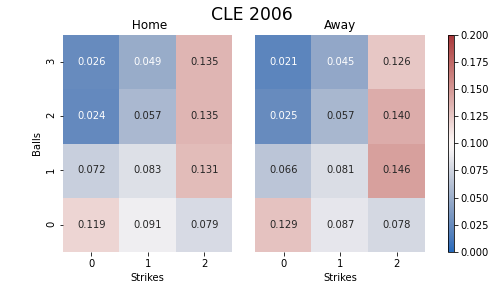 CLE 2006
Home Away
3 0.026 0.049 0.135 0.021 0.045 0.126
2 0.024 0.057 0.135 0.025 0.057 0.140
1 0.072 0.083 0.131 0.066 0.081 0.146
0 0.119 0.091 0.079 0.129 0.087 0.078
Balls
0 1 2 0 1 2
Strikes Strikes
0.200
0.175
0.150
0.125
0.100
0.075
0.050
0.025
0.000